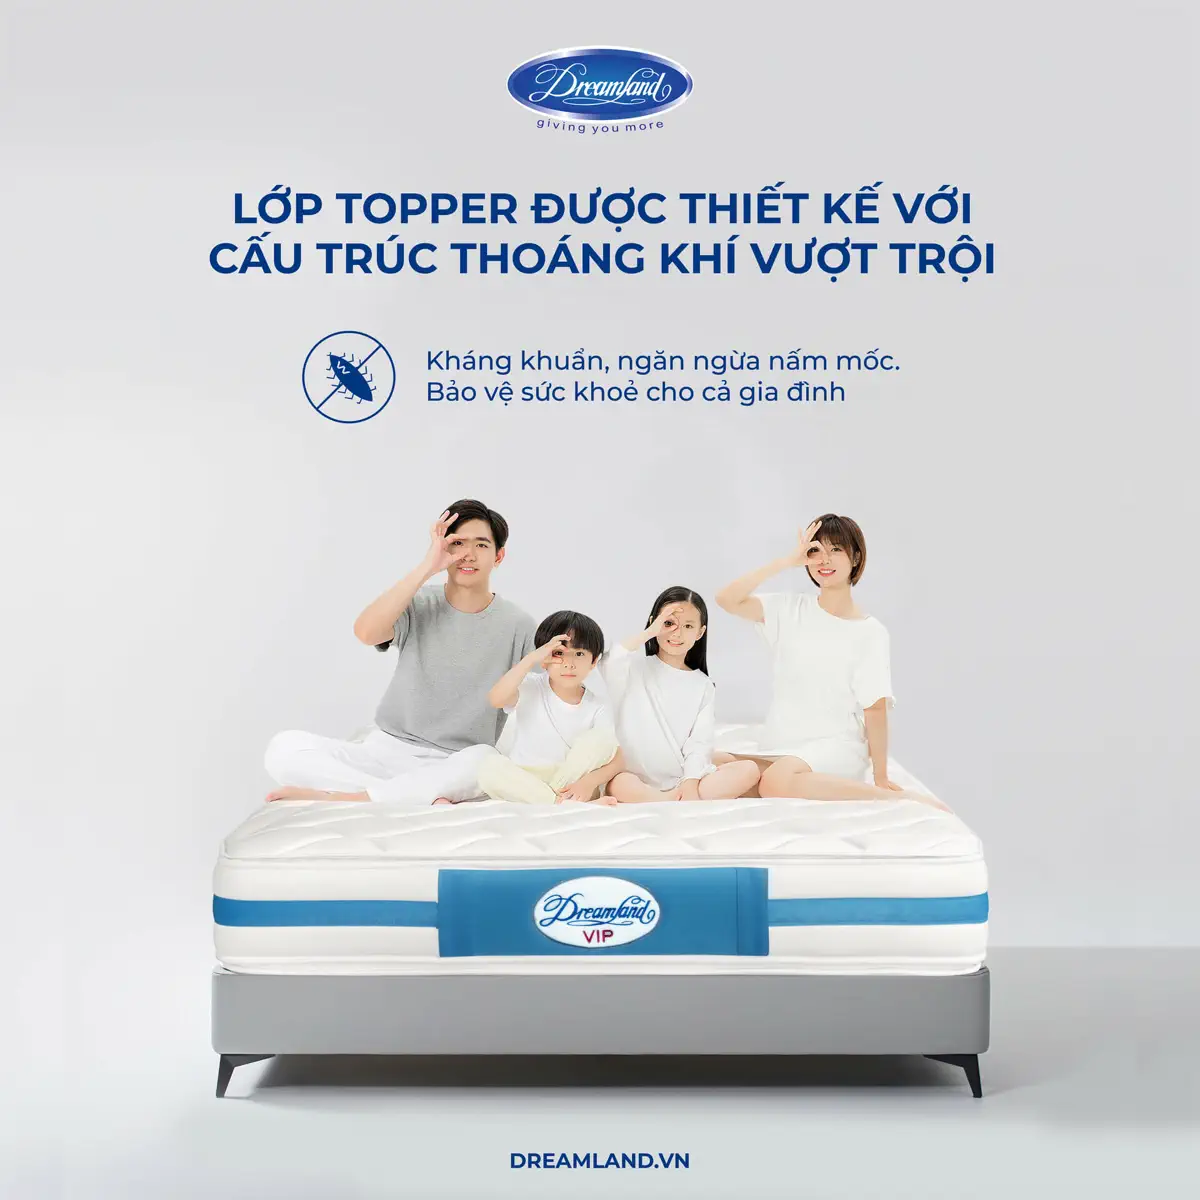 Dreamland
giving you more
LỚP TOPPER ĐƯỢC THIẾT KẾ VỚI
CẤU TRÚC THOÁNG KHÍ VƯỢT TRỘI
Kháng khuẩn, ngăn ngừa nấm mốc.
Bảo vệ sức khoẻ cho cả gia đình
Dreamland
VIP
DREAMLAND.VN